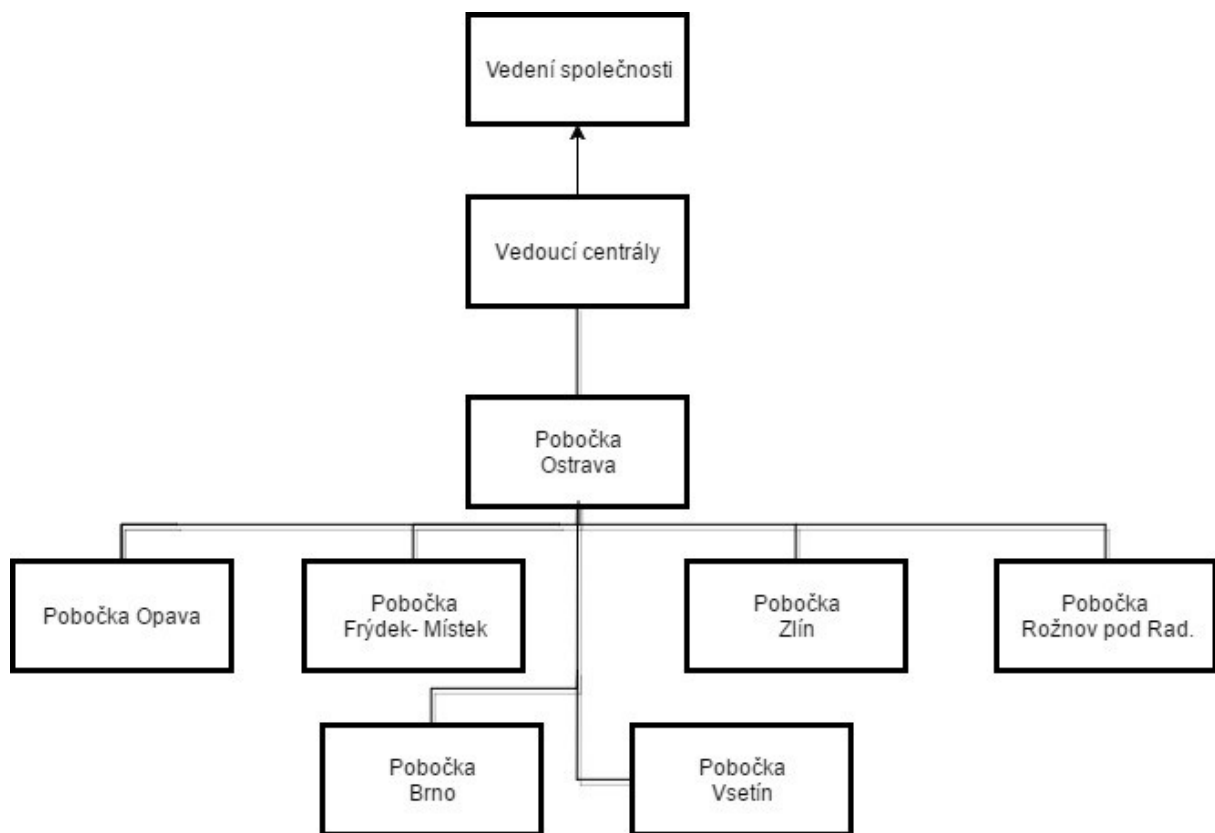 Vedení společnosti
Vedoucí centrály
Pobočka
Ostrava
Pobočka Opava
Pobočka
Frýdek- Místek
Pobočka
Zlín
Pobočka
Rožnov pod Rad.
Pobočka
Brno
Pobočka
Vsetín